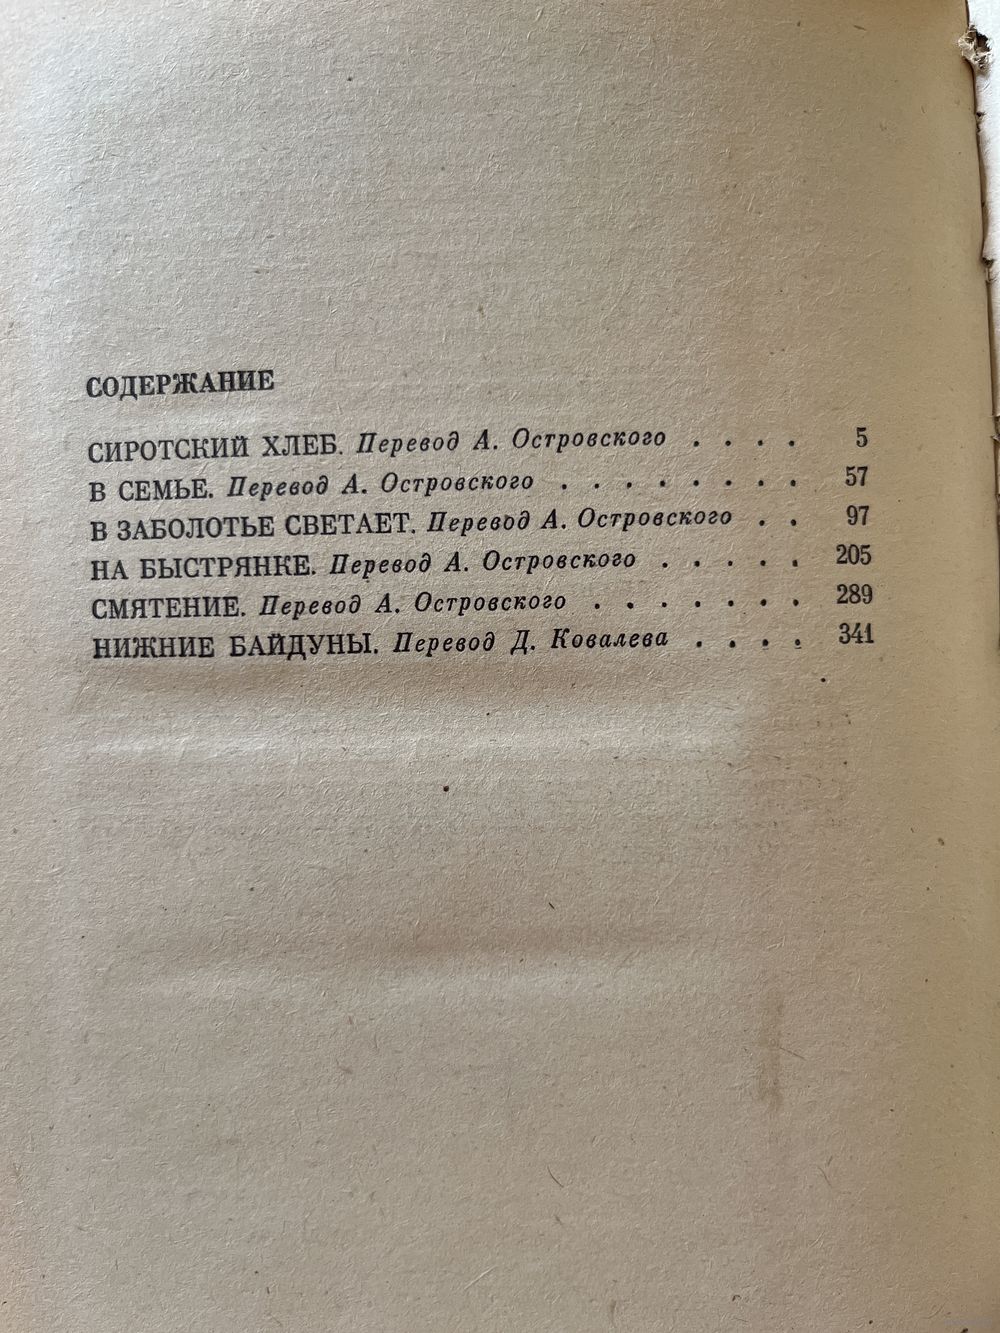 СОДЕРЖАНИЕ
СИРОТСКИЙ ХЛЕБ. Перевод А. Островского . . . . 5
В СЕМЬЕ. Перевод А. Островского . . . . . . . . 57
В ЗАБОЛОТЬЕ СВЕТАЕТ. Перевод А. Островского . . 97
НА БЫСТРЯНКЕ. Перевод А. Островского . . . . . 205
СМЯТЕНИЕ. Перевод А. Островского . . . . . . . 289
НИЖНИЕ БАЙДУНЫ. Перевод Д. Ковалева . . . . 341